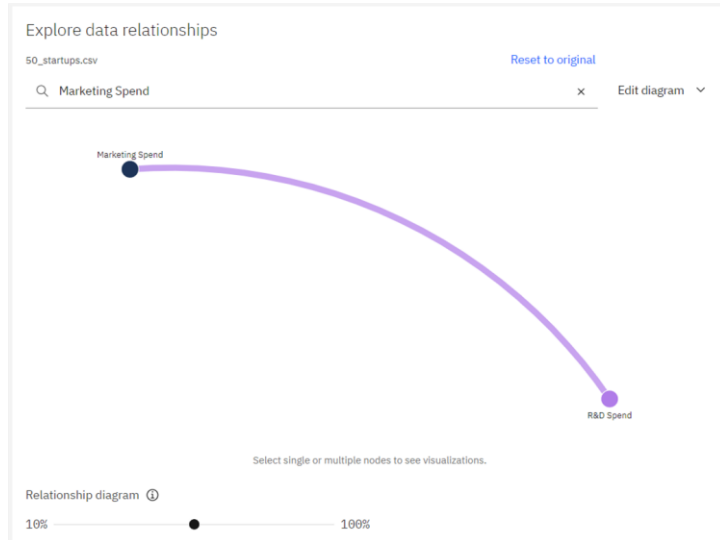 Explore data relationships
50_startups.csv
Reset to original
Marketing Spend
Edit diagram
Marketing Spend
R&D Spend
Select single or multiple nodes to see visualizations.
Relationship diagram
10%
100%